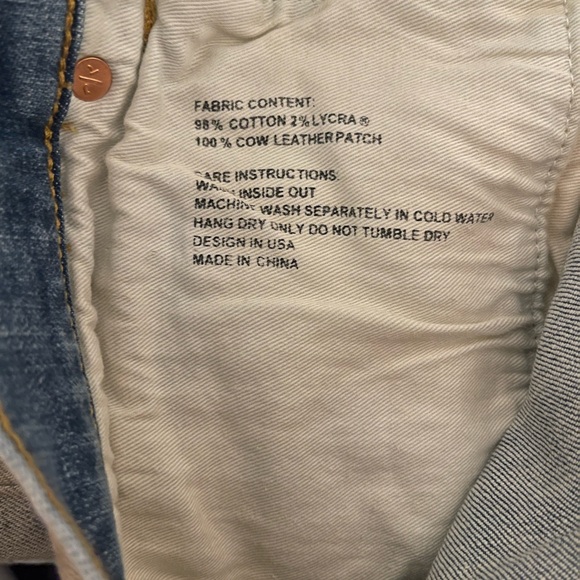 FABRIC CONTENT:
98% COTTON 2% LYCRA®
100% COW LEATHER PATCH
CARE INSTRUCTIONS:
WASH INSIDE OUT
MACHINE WASH SEPARATELY IN COLD WATER
HANG DRY ONLY DO NOT TUMBLE DRY
DESIGN IN USA
MADE IN CHINA